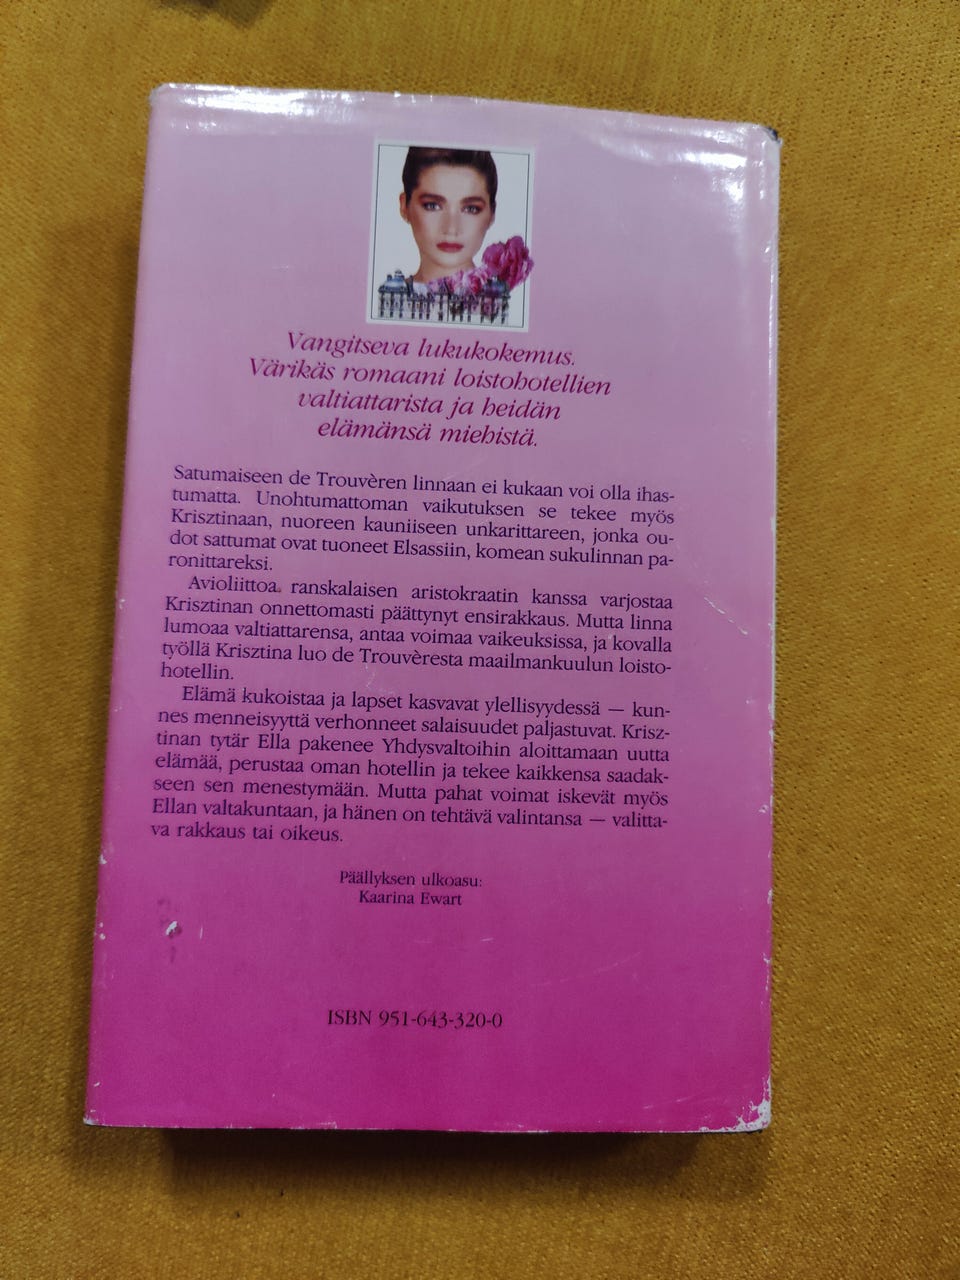 Vangitseva lukukokemus.
Värikäs romaani loistohotellien
valtiattarista ja heidän
elämänsä miehistä.
Satumaiseen de Trouvèren linnaan ei kukaan voi olla ihas-
tumatta. Unohtumattoman vaikutuksen se tekee myös
Krisztinaan, nuoreen kauniiseen unkarittareen, jonka ou-
dot sattumat ovat tuoneet Elsassiin, komean sukulinnan pa-
ronittareksi.
Avioliittoa ranskalaisen aristokraatin kanssa varjostaa
Krisztinan onnettomasti päättynyt ensirakkaus. Mutta linna
lumoaa valtiattarensa, antaa voimaa vaikeuksissa, ja kovalla
työllä Krisztina luo de Trouvèresta maailmankuulun loisto-
hotellin.
Elämä kukoistaa ja lapset kasvavat ylellisyydessä — kun-
nes menneisyyttä verhonneet salaisuudet paljastuvat. Krisz-
tinan tytär Ella pakenee Yhdysvaltoihin aloittamaan uutta
elämää, perustaa oman hotellin ja tekee kaikkensa saadak-
seen sen menestymään. Mutta pahat voimat iskevät myös
Ellan valtakuntaan, ja hänen on tehtävä valintansa — valitta-
va rakkaus tai oikeus.
Päällyksen ulkoasu:
Kaarina Ewart
ISBN 951-643-320-0